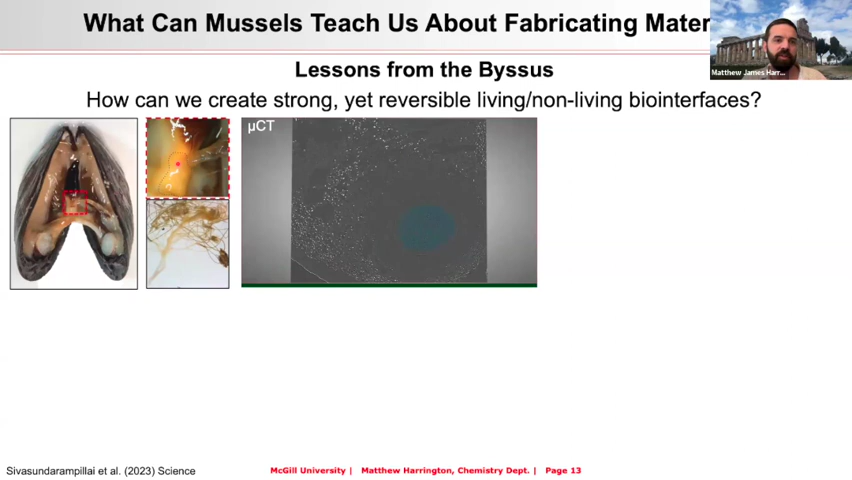 What Can Mussels Teach Us About Fabricating Mater
Matthew James Harr...
Lessons from the Byssus
How can we create strong, yet reversible living/non-living biointerfaces?
μCT
Sivasundarampillai et al. (2023) Science
McGill University | Matthew Harrington, Chemistry Dept. | Page 13